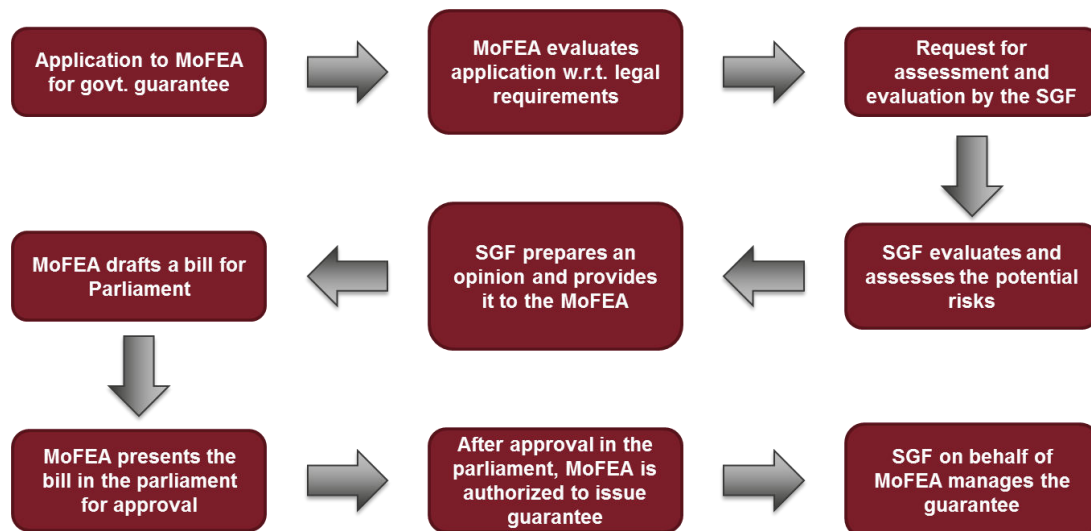 Application to MoFEA
for govt. guarantee
MoFEA evaluates
application w.r.t. legal
requirements
Request for
assessment and
evaluation by the SGF
SGF evaluates and
assesses the potential
risks
SGF prepares an
opinion and provides
it to the MoFEA
MoFEA drafts a bill for
Parliament
MoFEA presents the
bill in the parliament
for approval
After approval in the
parliament, MoFEA is
authorized to issue
guarantee
SGF on behalf of
MoFEA manages the
guarantee